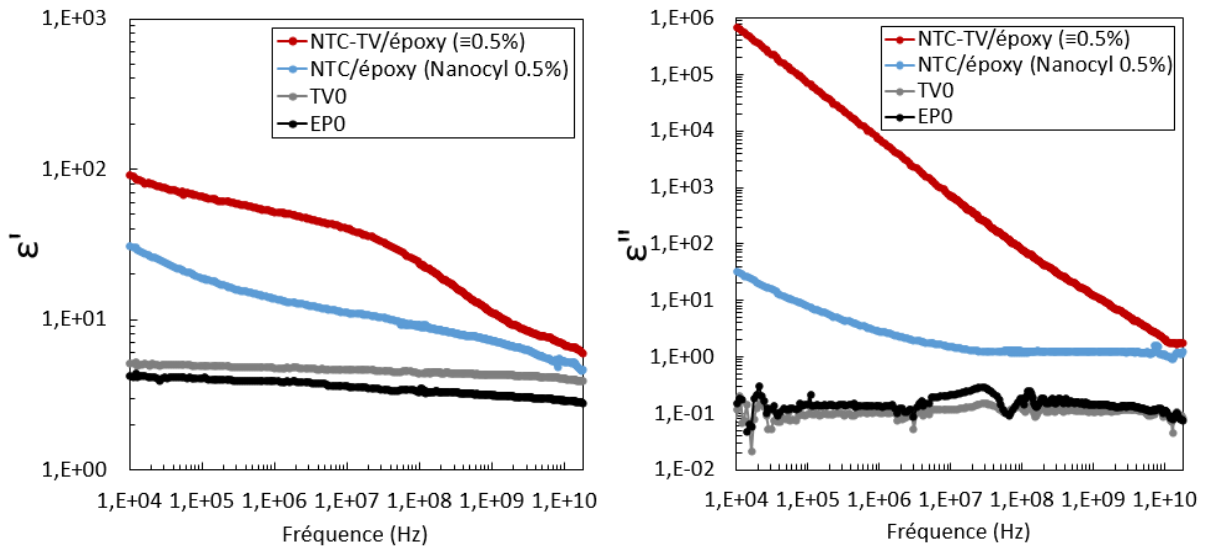 1,E+03
1,E+02
1,E+01
1,E+00
ε'
NTC-TV/époxy (≡0.5%)
NTC/époxy (Nanocyl 0.5%)
TV0
EP0
1,E+04 1,E+05 1,E+06 1,E+07 1,E+08 1,E+09 1,E+10
Fréquence (Hz)
1,E+06
1,E+05
1,E+04
1,E+03
1,E+02
1,E+01
1,E+00
1,E-01
1,E-02
ε''
NTC-TV/époxy (≡0.5%)
NTC/époxy (Nanocyl 0.5%)
TV0
EP0
1,E+04 1,E+05 1,E+06 1,E+07 1,E+08 1,E+09 1,E+10
Fréquence (Hz)